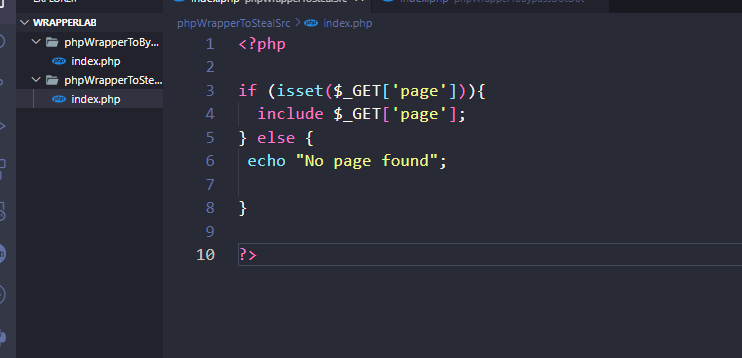 WRAPPERLAB
phpWrapperToBy...
index.php
phpWrapperToSte...
index.php
phpWrapperToStealSrc > index.php
1 <?php
2
3 if (isset($_GET['page'])){
4 include $_GET['page'];
5 } else {
6 echo "No page found";
7
8 }
9
10 ?>